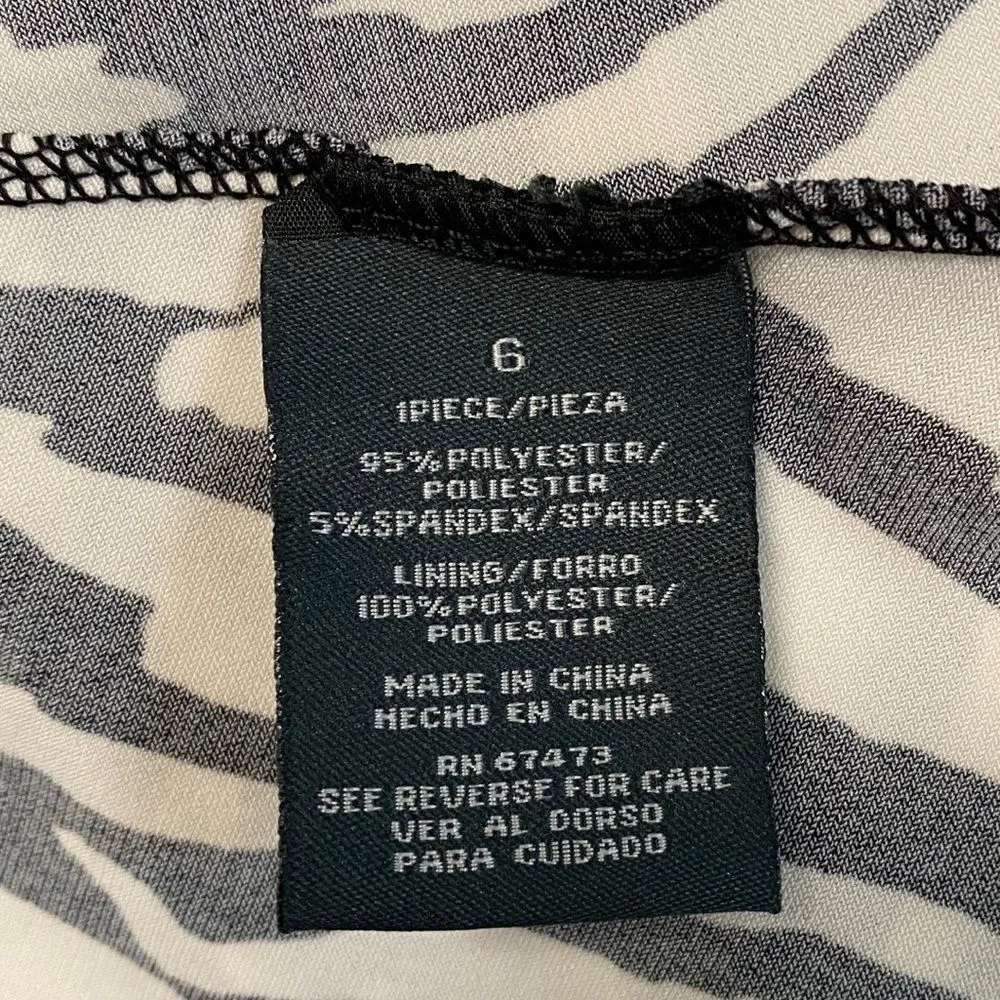 6
1PIECE/PIEZA
95%POLYESTER/
POLIESTER
5%SPANDEX/SPANDEX
LINING/FORRO
100%POLYESTER/
POLIESTER
MADE IN CHINA
HECHO EN CHINA
RN 67473
SEE REVERSE FOR CARE
VER AL DORSO
PARA CUIDADO